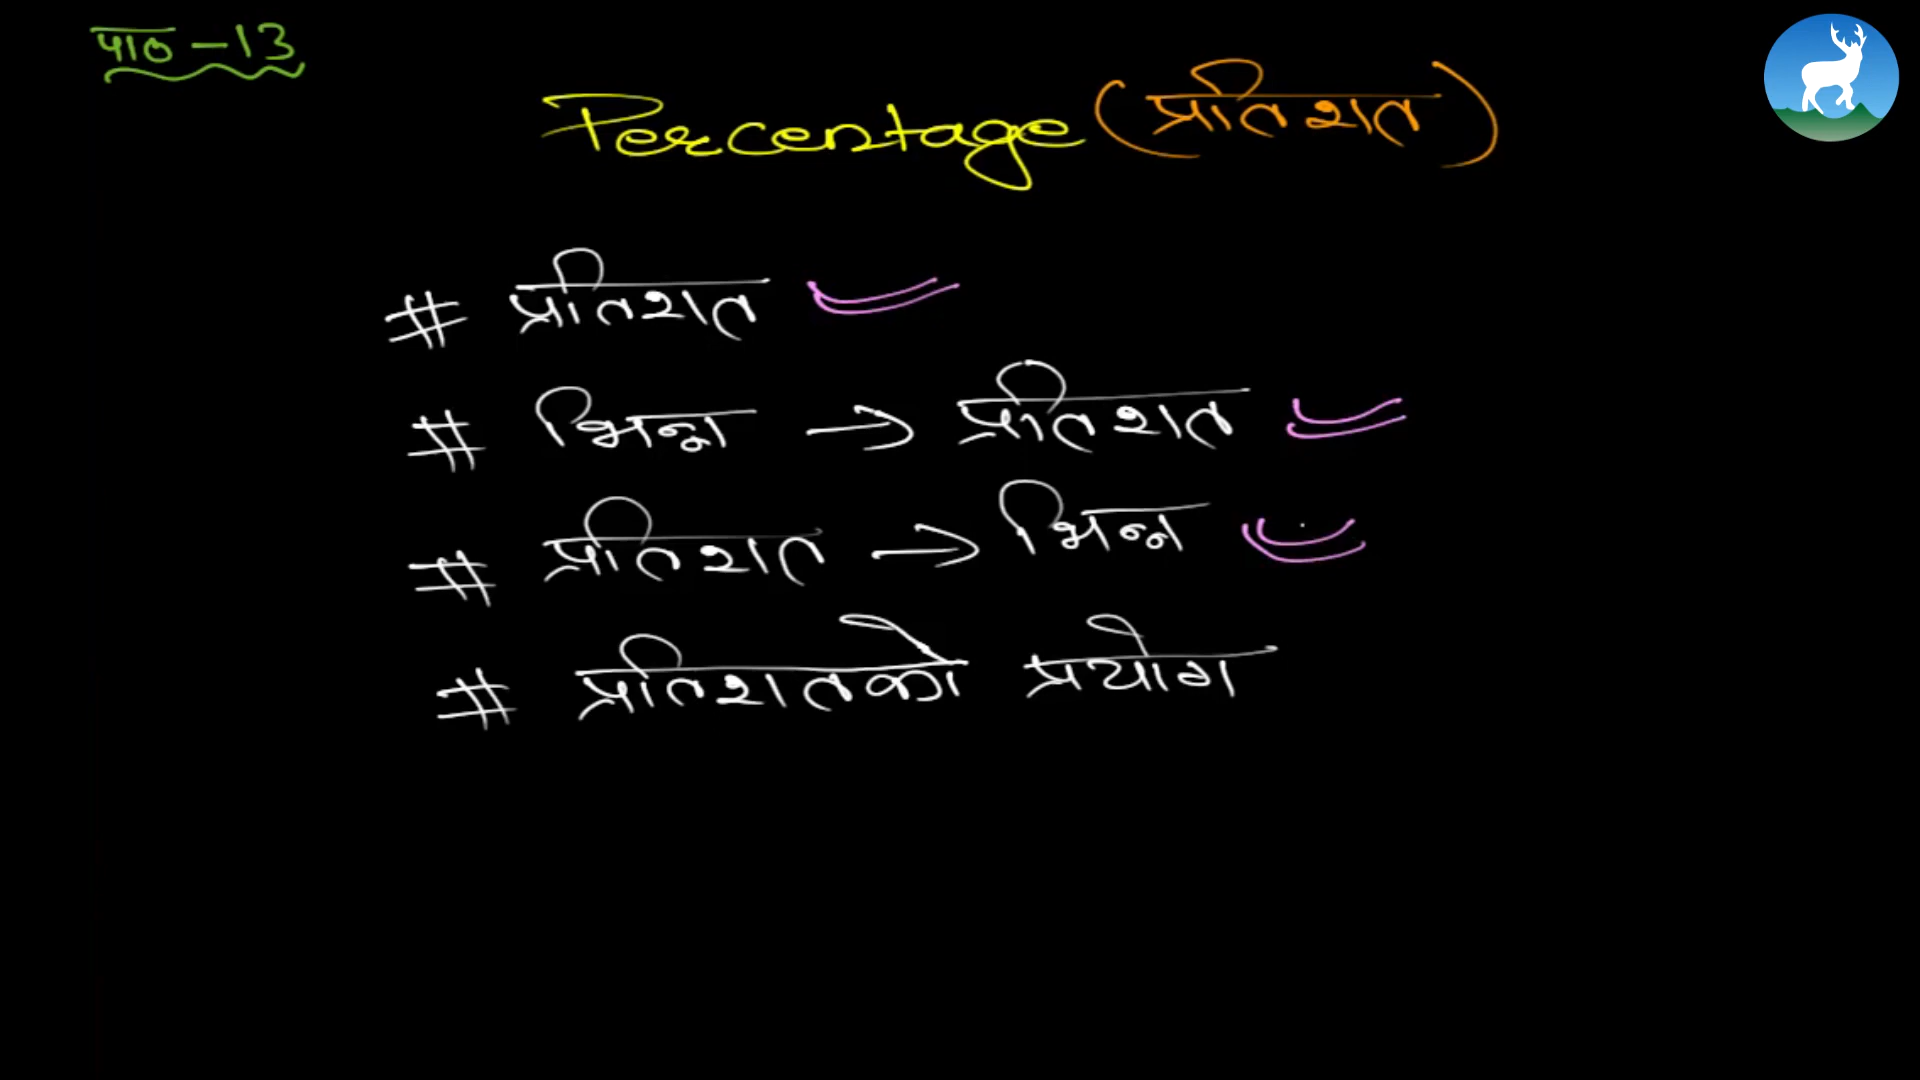 पाठ - 13
Percentage (प्रतिशत)
# प्रतिशत
# भिन्न → प्रतिशत
# प्रतिशत → भिन्न
# प्रतिशतको प्रयोग